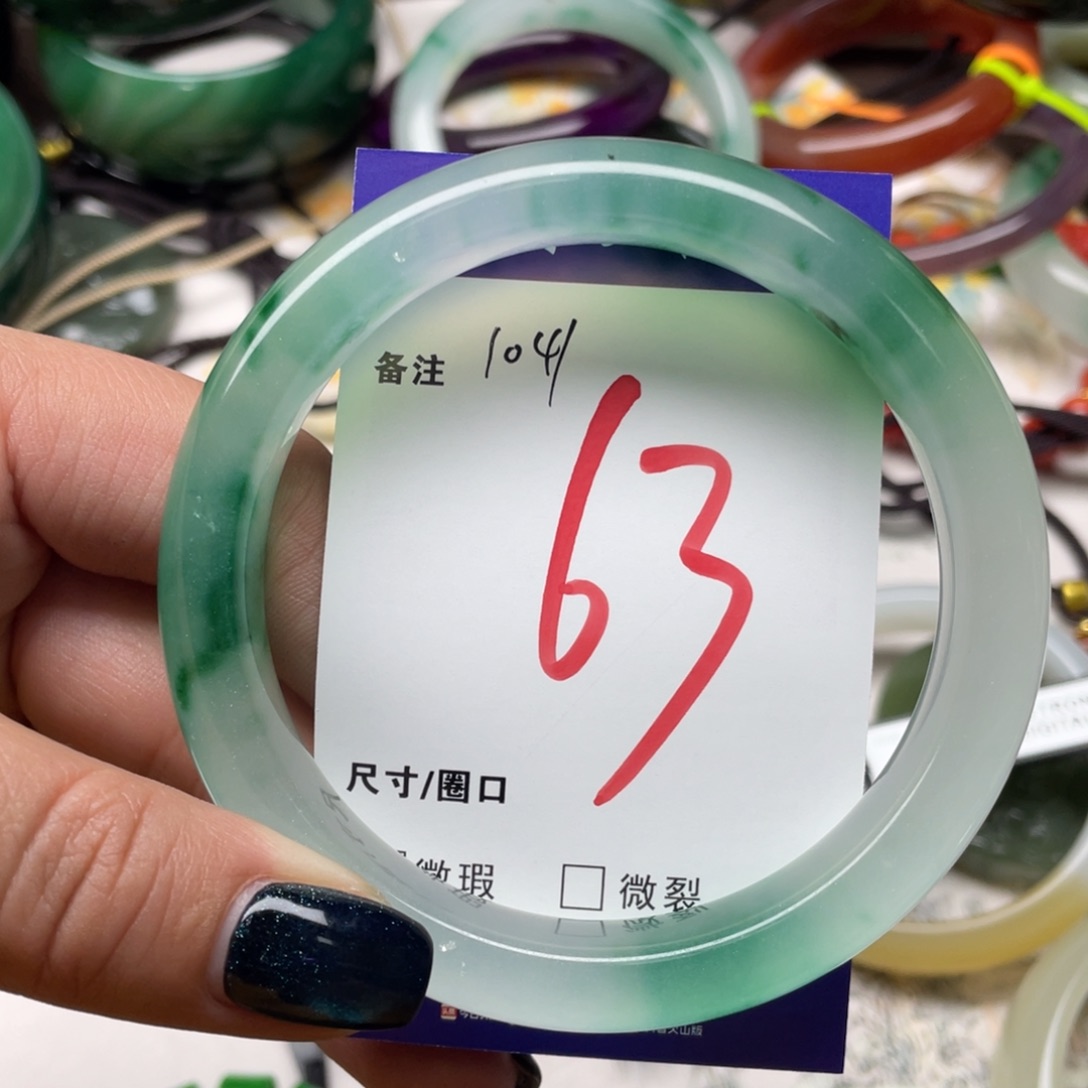 备注 104
63
尺寸/圈口
微瑕 □ 微裂